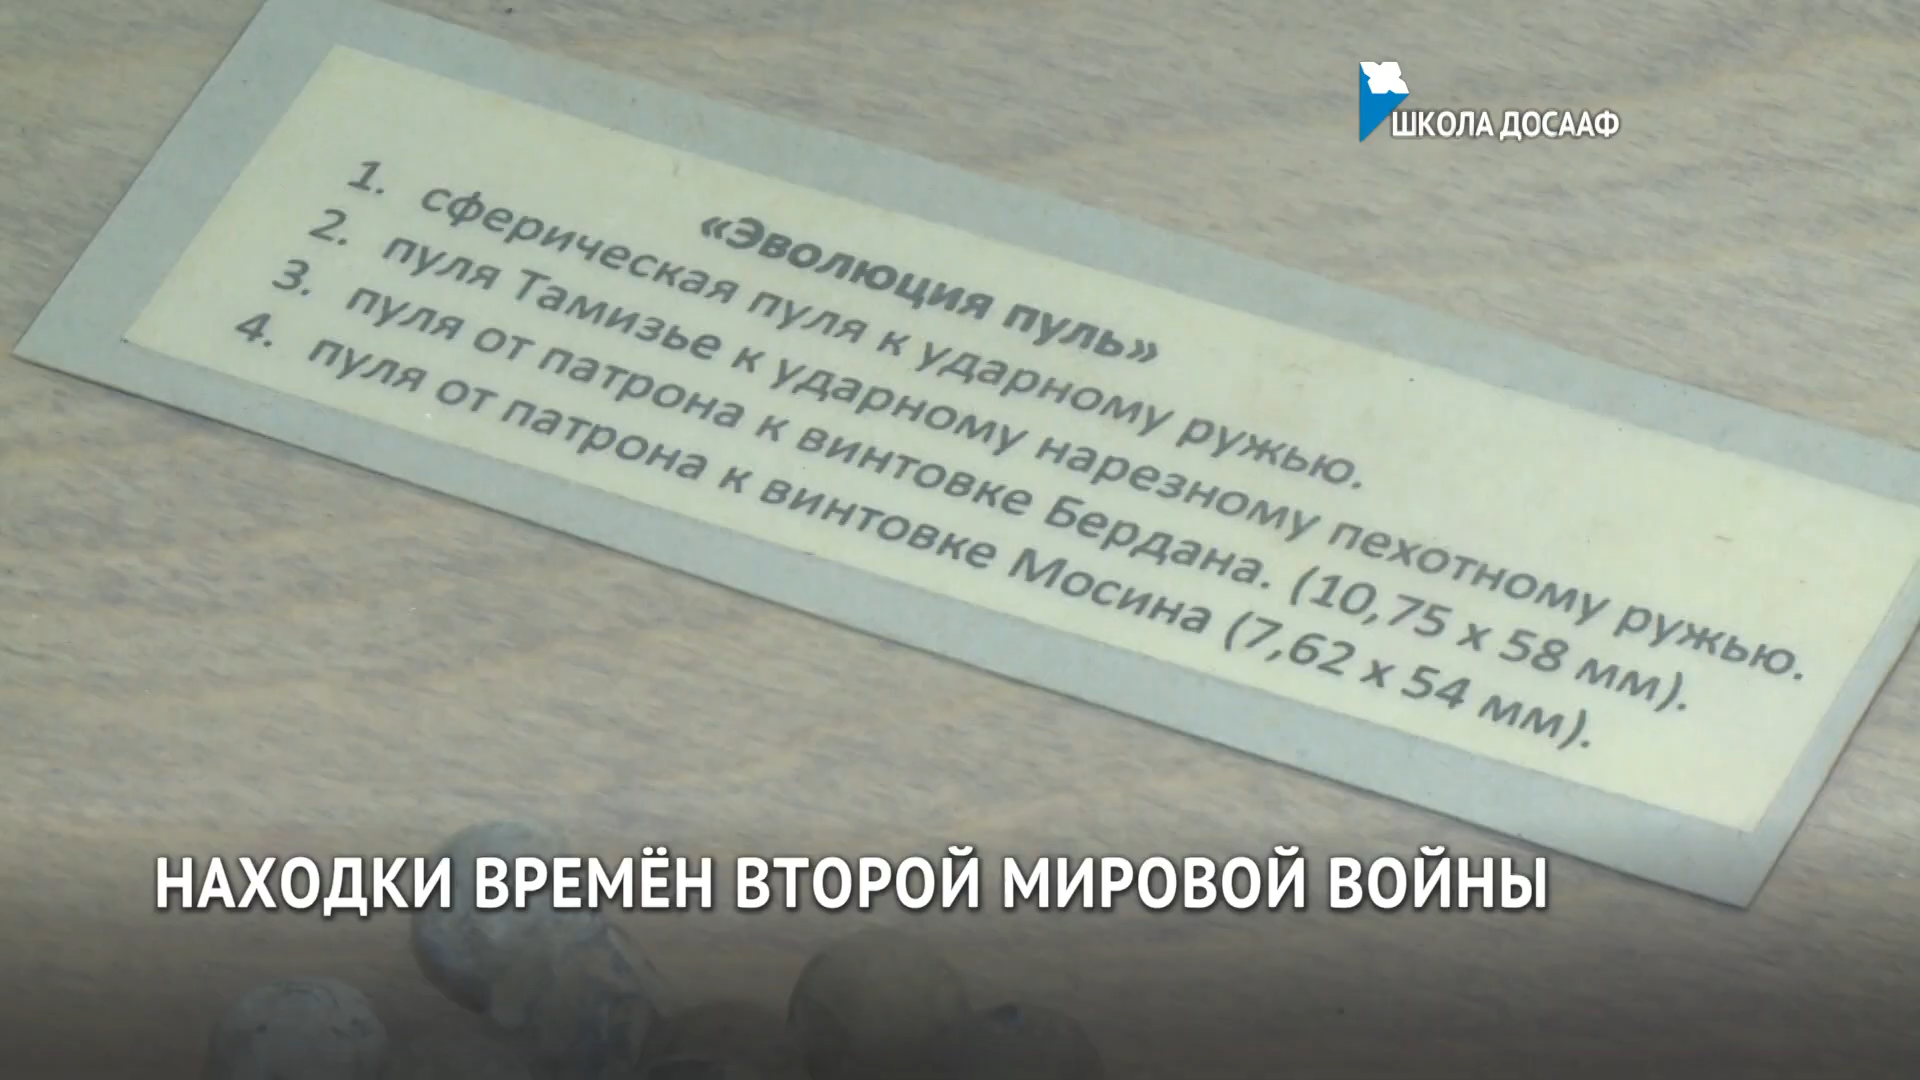 ШКОЛА ДОСААФ
«Эволюция пуль»
1. сферическая пуля к ударному ружью.
2. пуля Тамизье к ударному нарезному пехотному ружью.
3. пуля от патрона к винтовке Бердана. (10,75 х 58 мм).
4. пуля от патрона к винтовке Мосина (7,62 х 54 мм).
НАХОДКИ ВРЕМЁН ВТОРОЙ МИРОВОЙ ВОЙНЫ